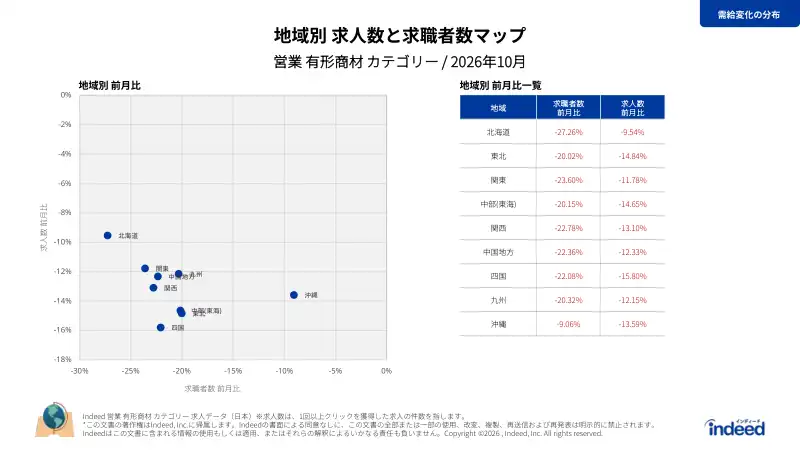 需給変化の分布
地域別 求人数と求職者数マップ
営業 有形商材 カテゴリー / 2026年10月
地域別 前月比
0%
-2%
-4%
-6%
-8%
-10%
-12%
-14%
-16%
-18%
求人数 前月比
北海道
関東
九州
中国地方
関西
沖縄
中部(東海)
東北
四国
-30%
-25%
-20%
-15%
-10%
-5%
0%
求職者数 前月比
地域別 前月比一覧
地域 求職者数 前月比 求人数 前月比
北海道 -27.26% -9.54%
東北 -20.02% -14.84%
関東 -23.60% -11.78%
中部(東海) -20.15% -14.65%
関西 -22.78% -13.10%
中国地方 -22.36% -12.33%
四国 -22.08% -15.80%
九州 -20.32% -12.15%
沖縄 -9.06% -13.59%
Indeed 営業 有形商材 カテゴリー 求人データ（日本）※求人数は、1回以上クリックを獲得した求人の件数を指します。
*この文書の著作権はIndeed, Inc.に帰属します。Indeedの書面による同意なしに、この文書の全部または一部の使用、改変、複製、再送信および再発表は明示的に禁止されます。
Indeedはこの文書に含まれる情報の使用もしくは適用、またはそれらの解釈によるいかなる責任も負いません。Copyright ©2026 , Indeed, Inc. All rights reserved.
インディード
indeed